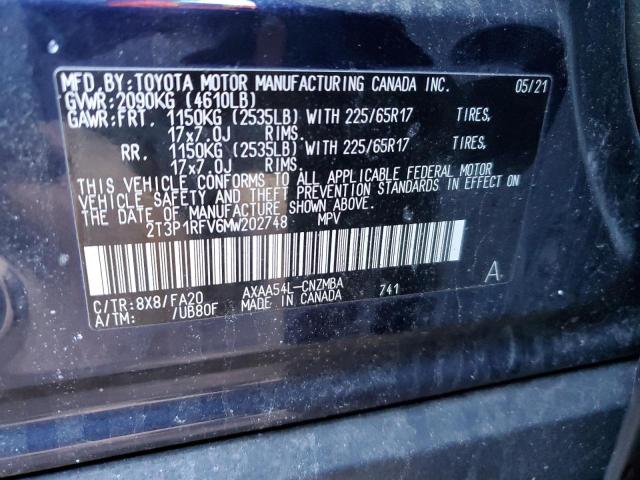 MFD.BY:TOYOTA MOTOR MANUFACTURING CANADA INC. 05/21
GVWR:2090KG (4610LB)
GAWR:FRT. 1150KG (2535LB) WITH 225/65R17 TIRES,
17x7.0J RIMS.
RR. 1150KG (2535LB) WITH 225/65R17 TIRES,
17x7.0J RIMS.
THIS VEHICLE CONFORMS TO ALL APPLICABLE FEDERAL MOTOR
VEHICLE SAFETY AND THEFT PREVENTION STANDARDS IN EFFECT ON
THE DATE OF MANUFACTURE SHOWN ABOVE.
2T3P1RFV6MW202748 MPV
C/TR:8X8/FA20 AXAA54L-CNZMBA 741 A
A/TM: /UB80F MADE IN CANADA